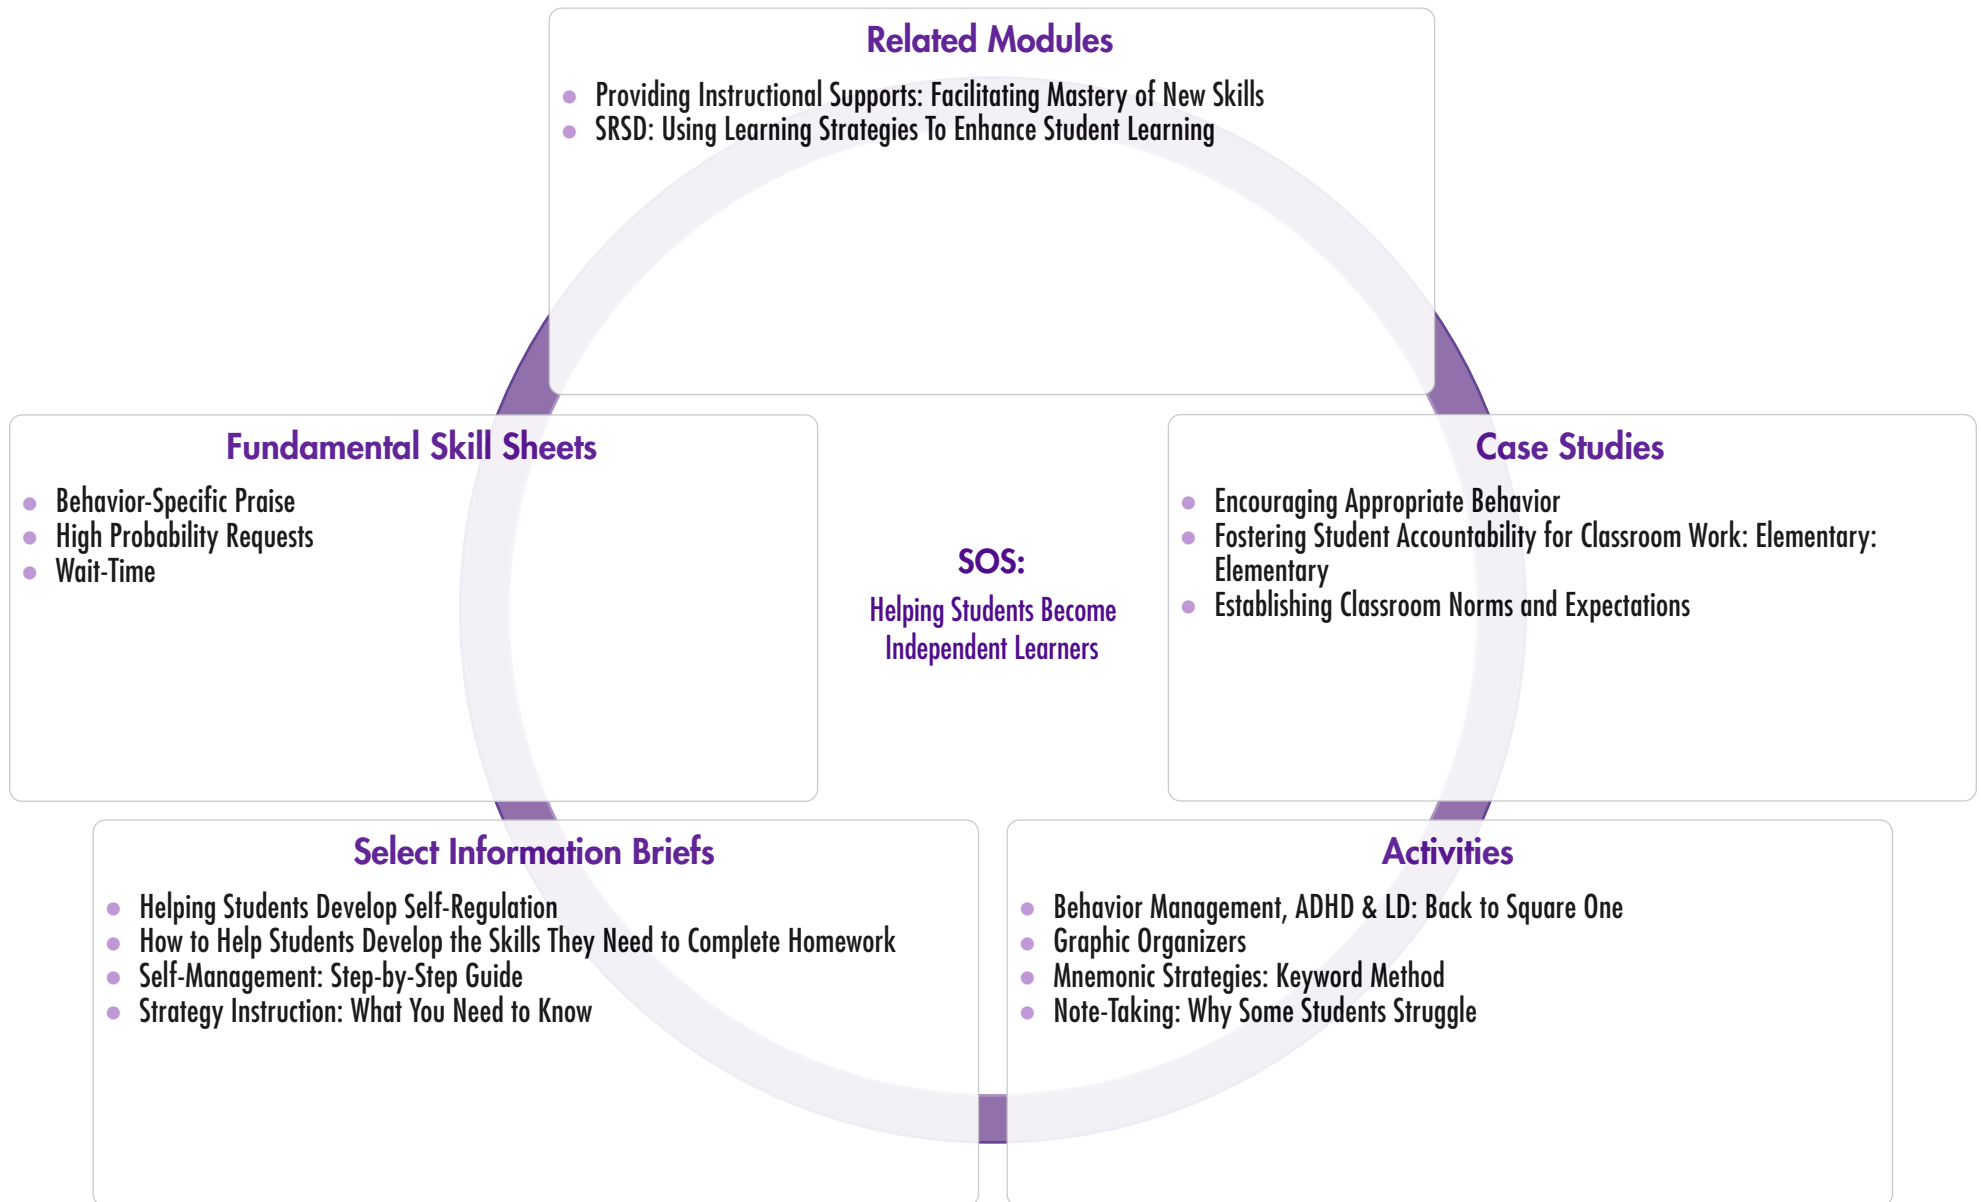 Related Modules
Providing Instructional Supports: Facilitating Mastery of New Skills
SRSD: Using Learning Strategies To Enhance Student Learning
Fundamental Skill Sheets
Behavior-Specific Praise
High Probability Requests
Wait-Time
SOS:
Helping Students Become
Independent Learners
Case Studies
Encouraging Appropriate Behavior
Fostering Student Accountability for Classroom Work: Elementary:
Elementary
Establishing Classroom Norms and Expectations
Select Information Briefs
Helping Students Develop Self-Regulation
How to Help Students Develop the Skills They Need to Complete Homework
Self-Management: Step-by-Step Guide
Strategy Instruction: What You Need to Know
Activities
Behavior Management, ADHD & LD: Back to Square One
Graphic Organizers
Mnemonic Strategies: Keyword Method
Note-Taking: Why Some Students Struggle